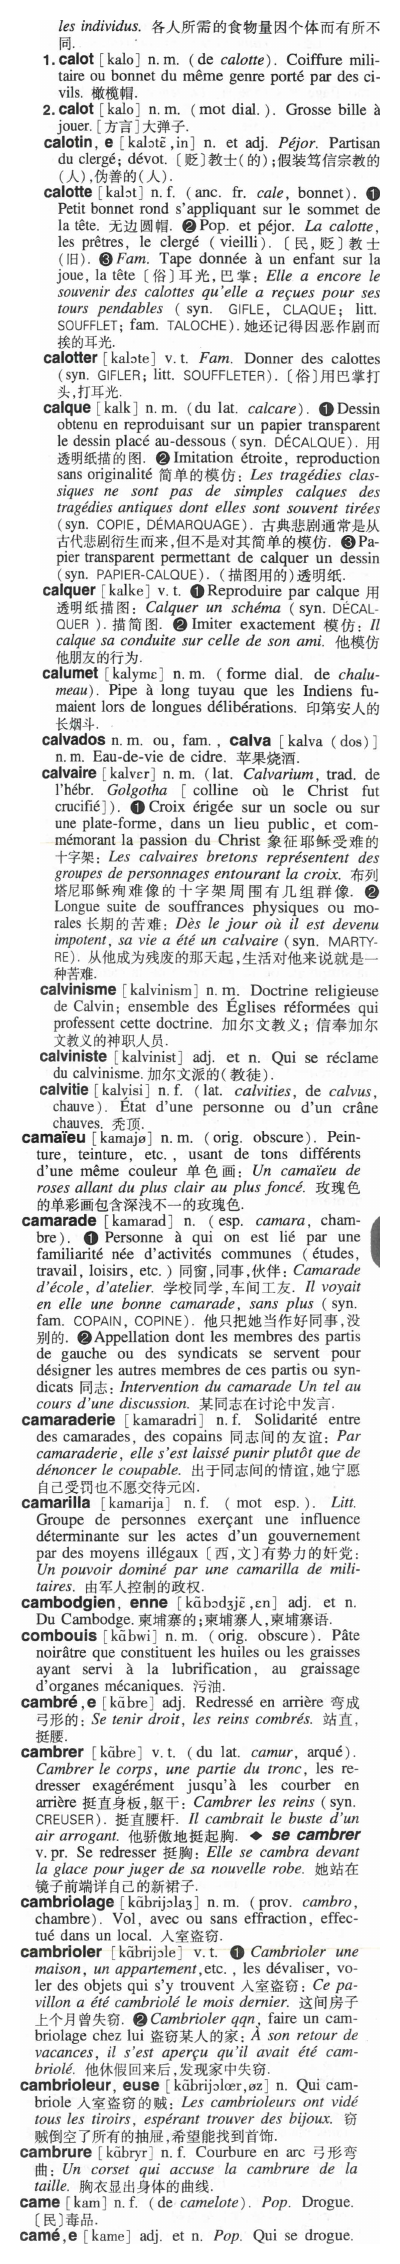 les individus. 各人所需的食物量因个体而有所不
同.
1. calot [kalo] n. m. (de calotte). Coiffure mili-
taire ou bonnet du même genre porté par des ci-
vils. 橄榄帽.
2. calot [kalo] n. m. (mot dial.). Grosse bille à
jouer. [方言]大弹子.
calotin, e [kalɔtɛ̃, in] n. et adj. Péjor. Partisan
du clergé; dévot. 〔贬〕教士(的);假装笃信宗教的
(人),伪善的(人).
calotte [kalɔt] n. f. (anc. fr. cale, bonnet). ❶
Petit bonnet rond s'appliquant sur le sommet de
la tête. 无边圆帽. ❷ Pop. et péjor. La calotte,
les prêtres, le clergé (vieilli). 〔民,贬〕教士
(旧). ❸ Fam. Tape donnée à un enfant sur la
joue, la tête〔俗〕耳光,巴掌: Elle a encore le
souvenir des calottes qu'elle a reçues pour ses
tours pendables (syn. GIFLE, CLAQUE; litt.
SOUFFLET; fam. TALOCHE). 她还记得因恶作剧而
挨的耳光.
calotter [kalɔte] v. t. Fam. Donner des calottes
(syn. GIFLER; litt. SOUFFLETER). 〔俗〕用巴掌打
头,打耳光.
calque [kalk] n. m. (du lat. calcare). ❶ Dessin
obtenu en reproduisant sur un papier transparent
le dessin placé au-dessous (syn. DÉCALQUE). 用
透明纸描的图. ❷ Imitation étroite, reproduction
sans originalité 简单的模仿: Les tragédies clas-
siques ne sont pas de simples calques des
tragédies antiques dont elles sont souvent tirées
(syn. COPIE, DÉMARQUAGE). 古典悲剧通常是从
古代悲剧衍生而来,但不是对其简单的模仿. ❸ Pa-
pier transparent permettant de calquer un dessin
(syn. PAPIER-CALQUE). (描图用的)透明纸.
calquer [kalke] v. t. ❶ Reproduire par calque 用
透明纸描图: Calquer un schéma (syn. DÉCAL-
QUER ). 描简图. ❷ Imiter exactement 模仿: Il
calque sa conduite sur celle de son ami. 他模仿
他朋友的行为.
calumet [kalymɛ] n. m. (forme dial. de chalu-
meau). Pipe à long tuyau que les Indiens fu-
maient lors de longues délibérations. 印第安人的
长烟斗.
calvados n. m. ou, fam., calva [kalva (dos)]
n. m. Eau-de-vie de cidre. 苹果烧酒.
calvaire [kalvɛr] n. m. (lat. Calvarium, trad. de
l'hébr. Golgotha [ colline où le Christ fut
crucifié]). ❶ Croix érigée sur un socle ou sur
une plate-forme, dans un lieu public, et com-
mémorant la passion du Christ 象征耶稣受难的
十字架: Les calvaires bretons représentent des
groupes de personnages entourant la croix. 布列
塔尼耶稣殉难像的十字架周围有几组群像. ❷
Longue suite de souffrances physiques ou mo-
rales 长期的苦难: Dès le jour où il est devenu
impotent, sa vie a été un calvaire (syn. MARTY-
RE). 从他成为残废的那天起,生活对他来说就是一
种苦难.
calvinisme [kalvinism] n. m. Doctrine religieuse
de Calvin; ensemble des Églises réformées qui
professent cette doctrine. 加尔文教义; 信奉加尔
文教义的神职人员.
calviniste [kalvinist] adj. et n. Qui se réclame
du calvinisme. 加尔文派的(教徒).
calvitie [kalvisi] n. f. (lat. calvities, de calvus,
chauve). État d'une personne ou d'un crâne
chauves. 秃顶.
camaïeu [kamajø] n. m. (orig. obscure). Pein-
ture, teinture, etc., usant de tons différents
d'une même couleur 单色画: Un camaïeu de
roses allant du plus clair au plus foncé. 玫瑰色
的单彩画包含深浅不一的玫瑰色.
camarade [kamarad] n. (esp. camara, cham-
bre). ❶ Personne à qui on est lié par une
familiarité née d'activités communes (études,
travail, loisirs, etc.) 同窗,同事,伙伴: Camarade
d'école, d'atelier. 学校同学,车间工友. Il voyait
en elle une bonne camarade, sans plus (syn.
fam. COPAIN, COPINE). 他只把她当作好同事,没
别的. ❷ Appellation dont les membres des partis
de gauche ou des syndicats se servent pour
désigner les autres membres de ces partis ou syn-
dicats 同志: Intervention du camarade Un tel au
cours d'une discussion. 某同志在讨论中发言.
camaraderie [kamaradri] n. f. Solidarité entre
des camarades, des copains 同志间的友谊: Par
camaraderie, elle s'est laissé punir plutôt que de
dénoncer le coupable. 出于同志间的情谊,她宁愿
自己受罚也不愿交待元凶.
camarilla [kamarija] n. f. (mot esp.). Litt.
Groupe de personnes exerçant une influence
déterminante sur les actes d'un gouvernement
par des moyens illégaux〔西,文〕有势力的奸党:
Un pouvoir dominé par une camarilla de mili-
taires. 由军人控制的政权.
cambodgien, enne [kɑ̃bɔdʒjɛ̃, ɛn] adj. et n.
Du Cambodge. 柬埔寨的;柬埔寨人,柬埔寨语.
combouis [kɑ̃bwi] n. m. (orig. obscure). Pâte
noirâtre que constituent les huiles ou les graisses
ayant servi à la lubrification, au graissage
d'organes mécaniques. 污油.
cambré, e [kɑ̃bre] adj. Redressé en arrière 弯成
弓形的: Se tenir droit, les reins combrés. 站直,
挺腰.
cambrer [kɑ̃bre] v. t. (du lat. camur, arqué).
Cambrer le corps, une partie du tronc, les re-
dresser exagérément jusqu'à les courber en
arrière 挺直身板,躯干: Cambrer les reins (syn.
CREUSER). 挺直腰杆. Il cambrait le buste d'un
air arrogant. 他骄傲地挺起胸. ◆ se cambrer
v. pr. Se redresser 挺胸: Elle se cambra devant
la glace pour juger de sa nouvelle robe. 她站在
镜子前端详自己的新裙子.
cambriolage [kɑ̃brijɔlaʒ] n. m. (prov. cambro,
chambre). Vol, avec ou sans effraction, effec-
tué dans un local. 入室盗窃.
cambrioler [kɑ̃brijɔle] v. t. ❶ Cambrioler une
maison, un appartement, etc., les dévaliser, vo-
ler des objets qui s'y trouvent 入室盗窃: Ce pa-
villon a été cambriolé le mois dernier. 这间房子
上个月曾失窃. ❷ Cambrioler qqn, faire un cam-
briolage chez lui 盗窃某人的家: À son retour de
vacances, il s'est aperçu qu'il avait été cam-
briolé. 他休假回来后,发现家中失窃.
cambrioleur, euse [kɑ̃brijɔlœr, øz] n. Qui cam-
briole 入室盗窃的贼: Les cambrioleurs ont vidé
tous les tiroirs, espérant trouver des bijoux. 窃
贼倒空了所有的抽屉,希望能找到首饰.
cambrure [kɑ̃bryr] n. f. Courbure en arc 弓形弯
曲: Un corset qui accuse la cambrure de la
taille. 胸衣显出身体的曲线.
came [kam] n. f. (de camelote). Pop. Drogue.
〔民〕毒品.
camé, e [kame] adj. et n. Pop. Qui se drogue.